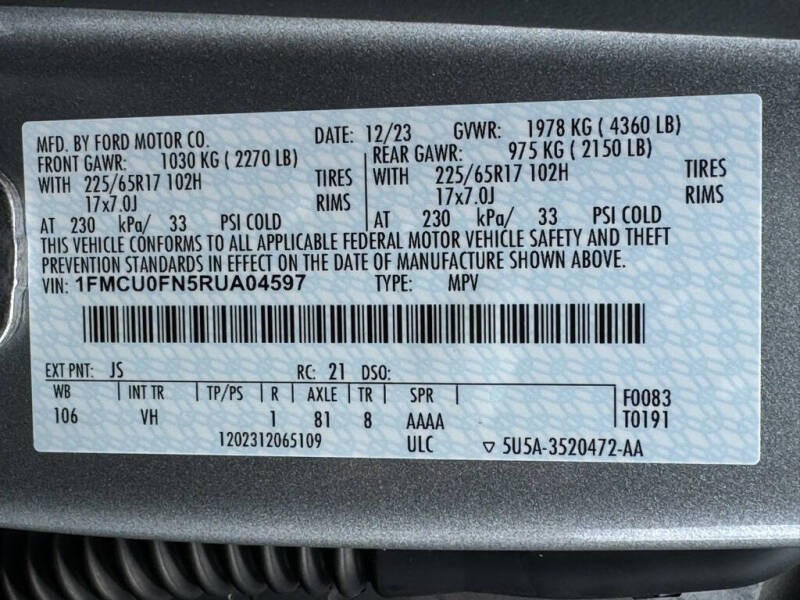 MFD. BY FORD MOTOR CO. DATE: 12/23 GVWR: 1978 KG ( 4360 LB)
FRONT GAWR: 1030 KG ( 2270 LB) REAR GAWR: 975 KG ( 2150 LB)
WITH 225/65R17 102H TIRES WITH 225/65R17 102H TIRES
17x7.0J RIMS 17x7.0J RIMS
AT 230 kPa/ 33 PSI COLD AT 230 kPa/ 33 PSI COLD
THIS VEHICLE CONFORMS TO ALL APPLICABLE FEDERAL MOTOR VEHICLE SAFETY AND THEFT
PREVENTION STANDARDS IN EFFECT ON THE DATE OF MANUFACTURE SHOWN ABOVE.
VIN: 1FMCU0FN5RUA04597 TYPE: MPV
EXT PNT: JS RC: 21 DSO:
WB INT TR TP/PS R AXLE TR SPR F0083
106 VH 1 81 8 AAAA T0191
1202312065109 ULC ▽ 5U5A-3520472-AA